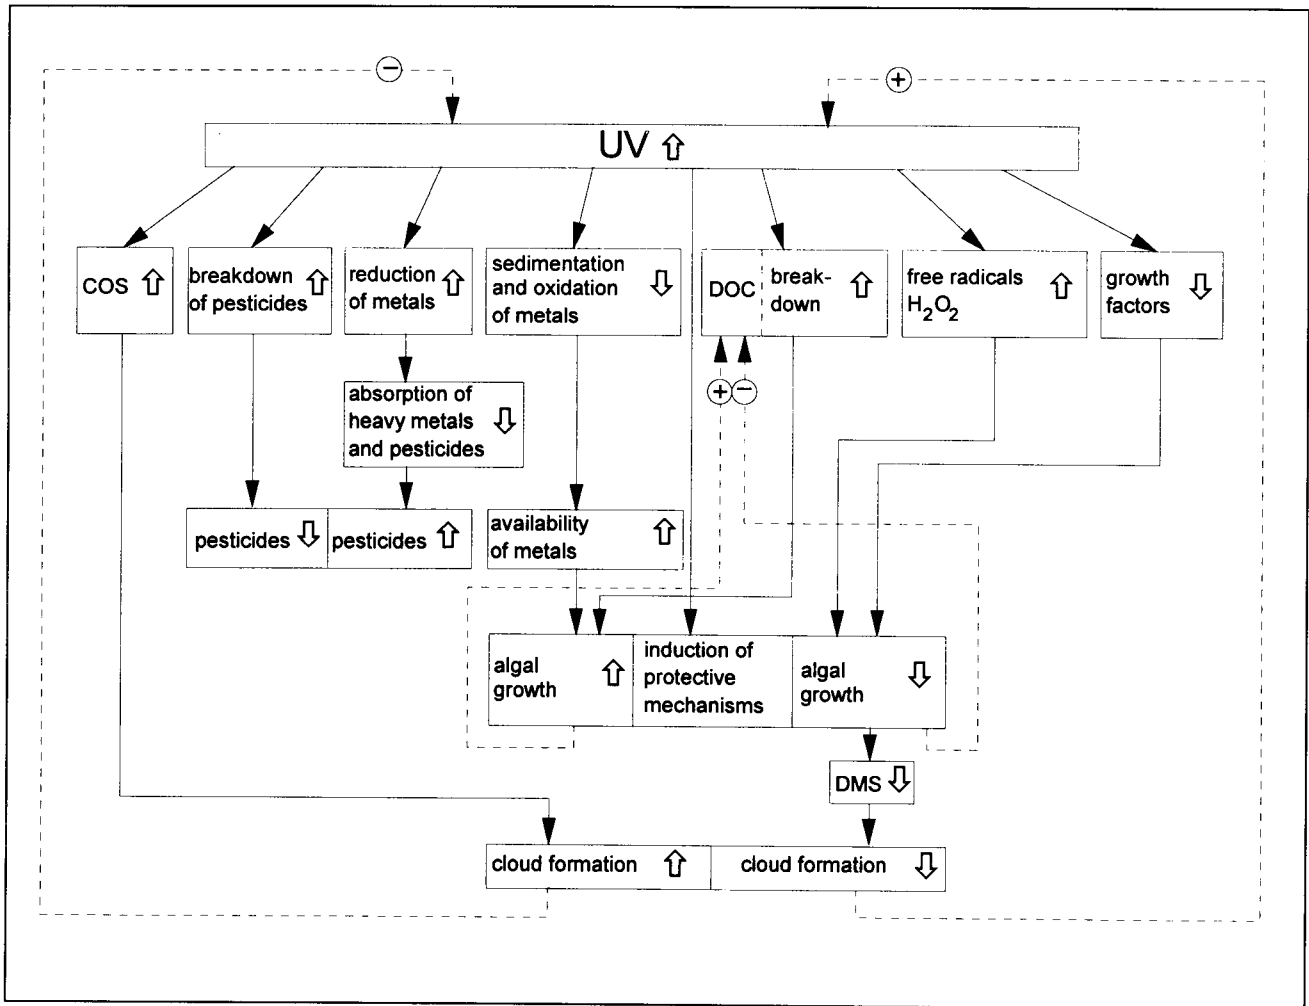 −
+
UV ⇧
COS ⇧
breakdown ⇧
of pesticides
reduction ⇧
of metals
sedimentation
and oxidation ⇩
of metals
DOC
break-
down ⇧
free radicals ⇧
H₂O₂
growth ⇩
factors
+
−
absorption of
heavy metals ⇩
and pesticides
pesticides ⇩
pesticides ⇧
availability ⇧
of metals
algal ⇧
growth
induction of
protective
mechanisms
algal ⇩
growth
DMS ⇩
cloud formation ⇧
cloud formation ⇩